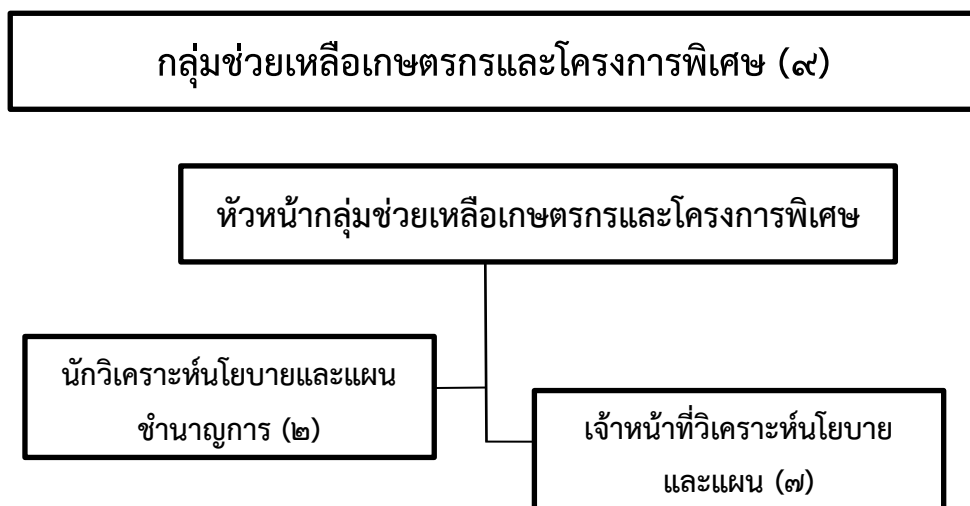 กลุ่มช่วยเหลือเกษตรกรและโครงการพิเศษ (๙)
หัวหน้ากลุ่มช่วยเหลือเกษตรกรและโครงการพิเศษ
นักวิเคราะห์นโยบายและแผน
ชำนาญการ (๒)
เจ้าหน้าที่วิเคราะห์นโยบาย
และแผน (๗)